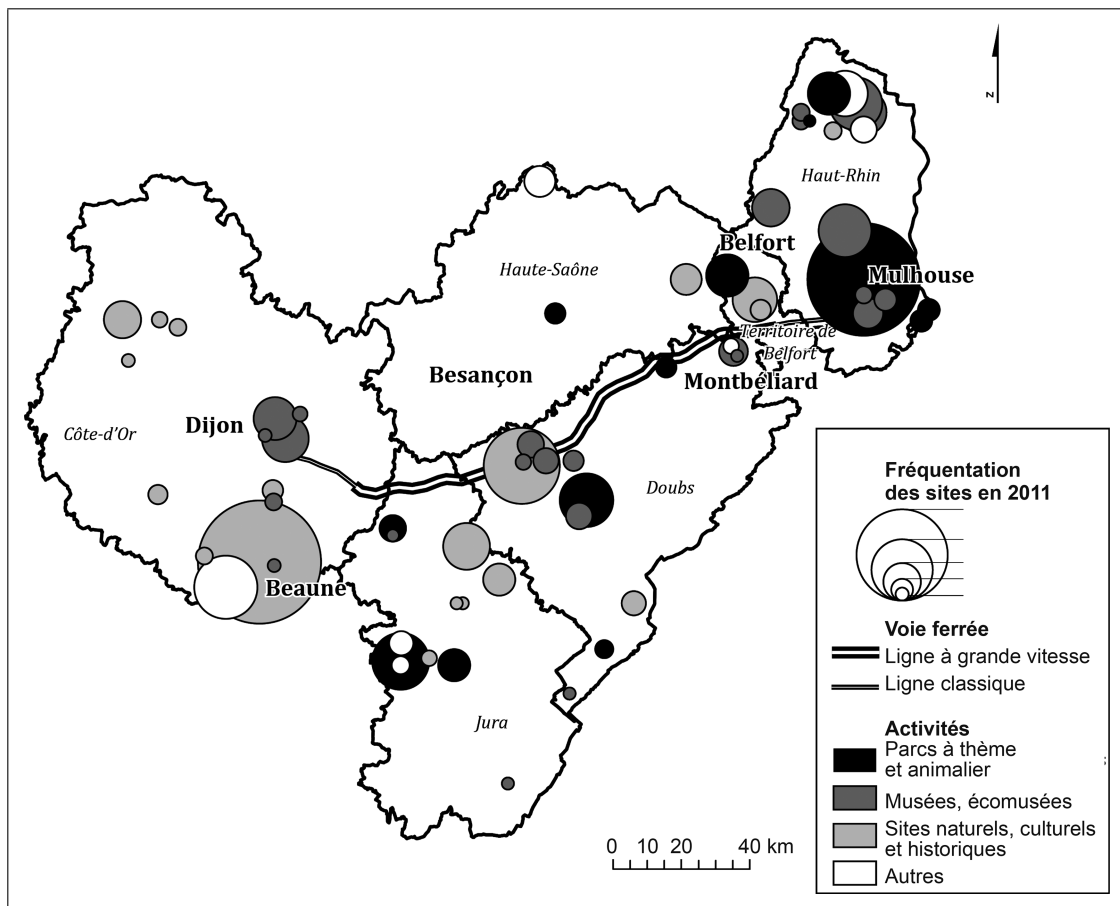 z
Haut-Rhin
Belfort
Haute-Saône
Mulhouse
Territoire de
Belfort
Besançon
Montbéliard
Dijon
Côte-d'Or
Doubs
Beaune
Jura
0 10 20 40 km
Fréquentation
des sites en 2011
Voie ferrée
Ligne à grande vitesse
Ligne classique
Activités
Parcs à thème
et animalier
Musées, écomusées
Sites naturels, culturels
et historiques
Autres